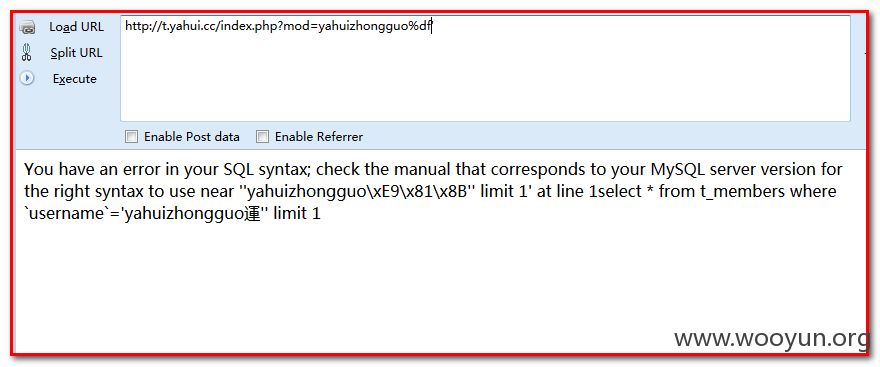 Load URL
http://t.yahui.cc/index.php?mod=yahuizhongguo%df
Split URL
Execute
Enable Post data
Enable Referrer
You have an error in your SQL syntax; check the manual that corresponds to your MySQL server version for
the right syntax to use near ''yahuizhongguo\xE9\x81\x8B'' limit 1' at line 1select * from t_members where
`username`='yahuizhongguo運'' limit 1
www.wooyun.org